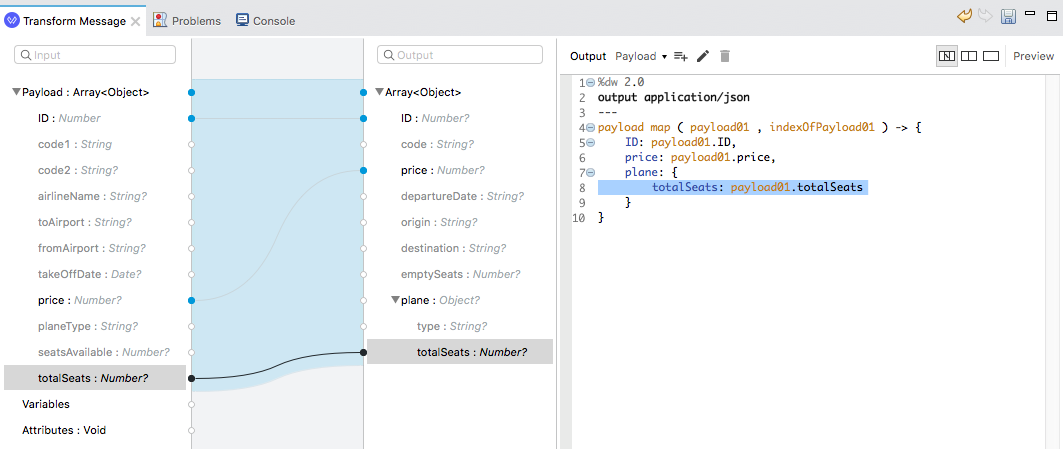 Transform Message
Problems
Console
Input
Payload : Array<Object>
ID : Number
code1 : String
code2 : String?
airlineName : String?
toAirport : String?
fromAirport : String?
takeOffDate : Date?
price : Number?
planeType : String?
seatsAvailable : Number?
totalSeats : Number?
Variables
Attributes : Void
Output
Array<Object>
ID : Number?
code : String?
price : Number?
departureDate : String?
origin : String?
destination : String?
emptySeats : Number?
plane : Object?
type : String?
totalSeats : Number?
Output Payload
Preview
1 %dw 2.0
2 output application/json
3 ---
4 payload map ( payload01 , indexOfPayload01 ) -> {
5 ID: payload01.ID,
6 price: payload01.price,
7 plane: {
8 totalSeats: payload01.totalSeats
9 }
10 }